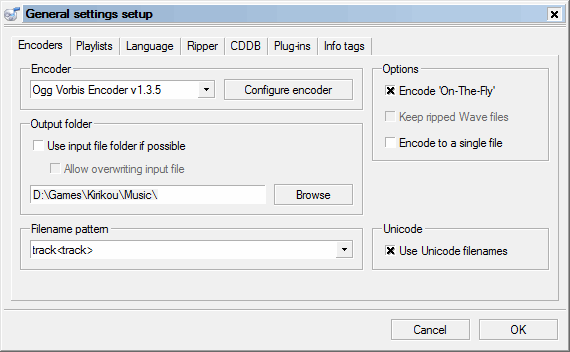 General settings setup
Encoders Playlists Language Ripper CDDB Plug-ins Info tags
Encoder
Ogg Vorbis Encoder v1.3.5
Configure encoder
Options
Encode 'On-The-Fly'
Keep ripped Wave files
Encode to a single file
Output folder
Use input file folder if possible
Allow overwriting input file
D:\Games\Kirikou\Music\
Browse
Filename pattern
track<track>
Unicode
Use Unicode filenames
Cancel
OK